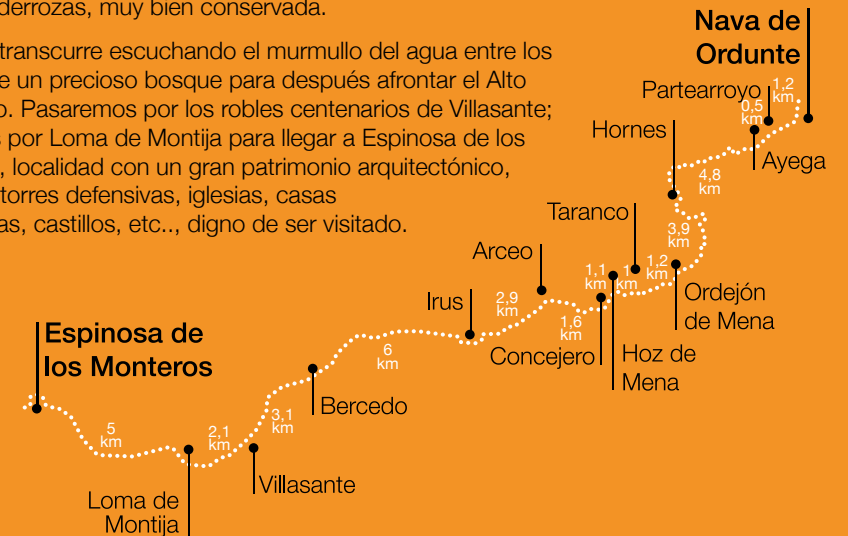 derrozas, muy bien conservada.
transcurre escuchando el murmullo del agua entre los
e un precioso bosque para después afrontar el Alto
o. Pasaremos por los robles centenarios de Villasante;
s por Loma de Montija para llegar a Espinosa de los
, localidad con un gran patrimonio arquitectónico,
torres defensivas, iglesias, casas
as, castillos, etc.., digno de ser visitado.
Nava de
Ordunte
Partearroyo
1,2
km
0,5
km
Hornes
Ayega
4,8
km
Taranco
3,9
km
Arceo
1,1
km
1
km
1,2
km
Ordejón
de Mena
Irus
2,9
km
1,6
km
Concejero
Hoz de
Mena
Espinosa de
los Monteros
6
km
Bercedo
3,1
km
5
km
2,1
km
Villasante
Loma de
Montija